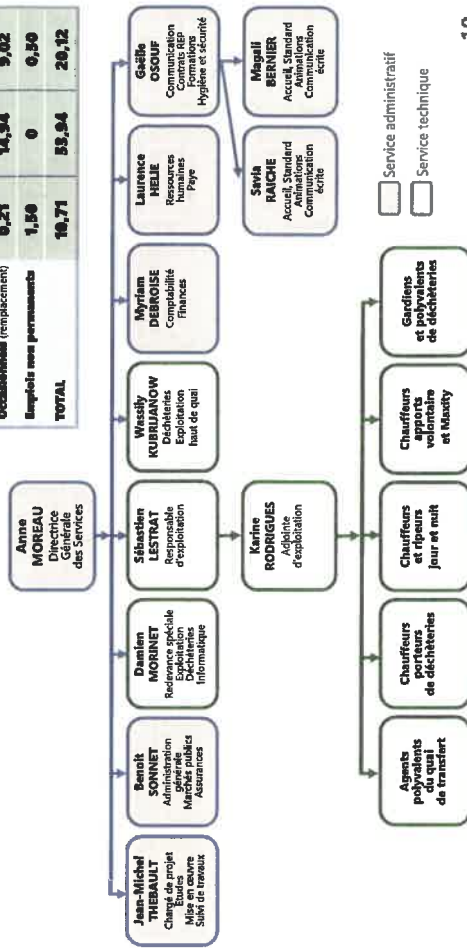 9,02
14,94
0,21
Occasionnels (remplacement)
0,50
0
1,50
Emplois non permanents
20,12
53,94
10,71
TOTAL
Anne
MOREAU
Directrice
Générale
des Services
Jean-Michel
THEBAULT
Chargé de projet
Etudes
Mise en œuvre
Suivi de travaux
Benoit
SONNET
Administration
générale
Marchés publics
Assurances
Damien
MORINET
Redevance spéciale
Exploitation
Déchèteries
Informatique
Sébastien
LESTRAT
Responsable
d'exploitation
Wassily
KUBRIJANOW
Déchèteries
Exploitation
haut de quai
Myriam
DEBROISE
Comptabilité
Finances
Laurence
HELIE
Ressources
humaines
Paye
Gaëlle
OSOUF
Communication
Contrats REP
Formations
Hygiène et sécurité
Karine
RODRIGUES
Adjointe
d'exploitation
Savia
RAICHE
Accueil, Standard
Animations
Communication
écrite
Magali
BERNIER
Accueil, Standard
Animations
Communication
écrite
Agents
polyvalents
du quai
de transfert
Chauffeurs
porteurs
de déchèteries
Chauffeurs
et ripeurs
jour et nuit
Chauffeurs
apports
volontaire
et Maxity
Gardiens
et polyvalents
de déchèteries
Service administratif
Service technique